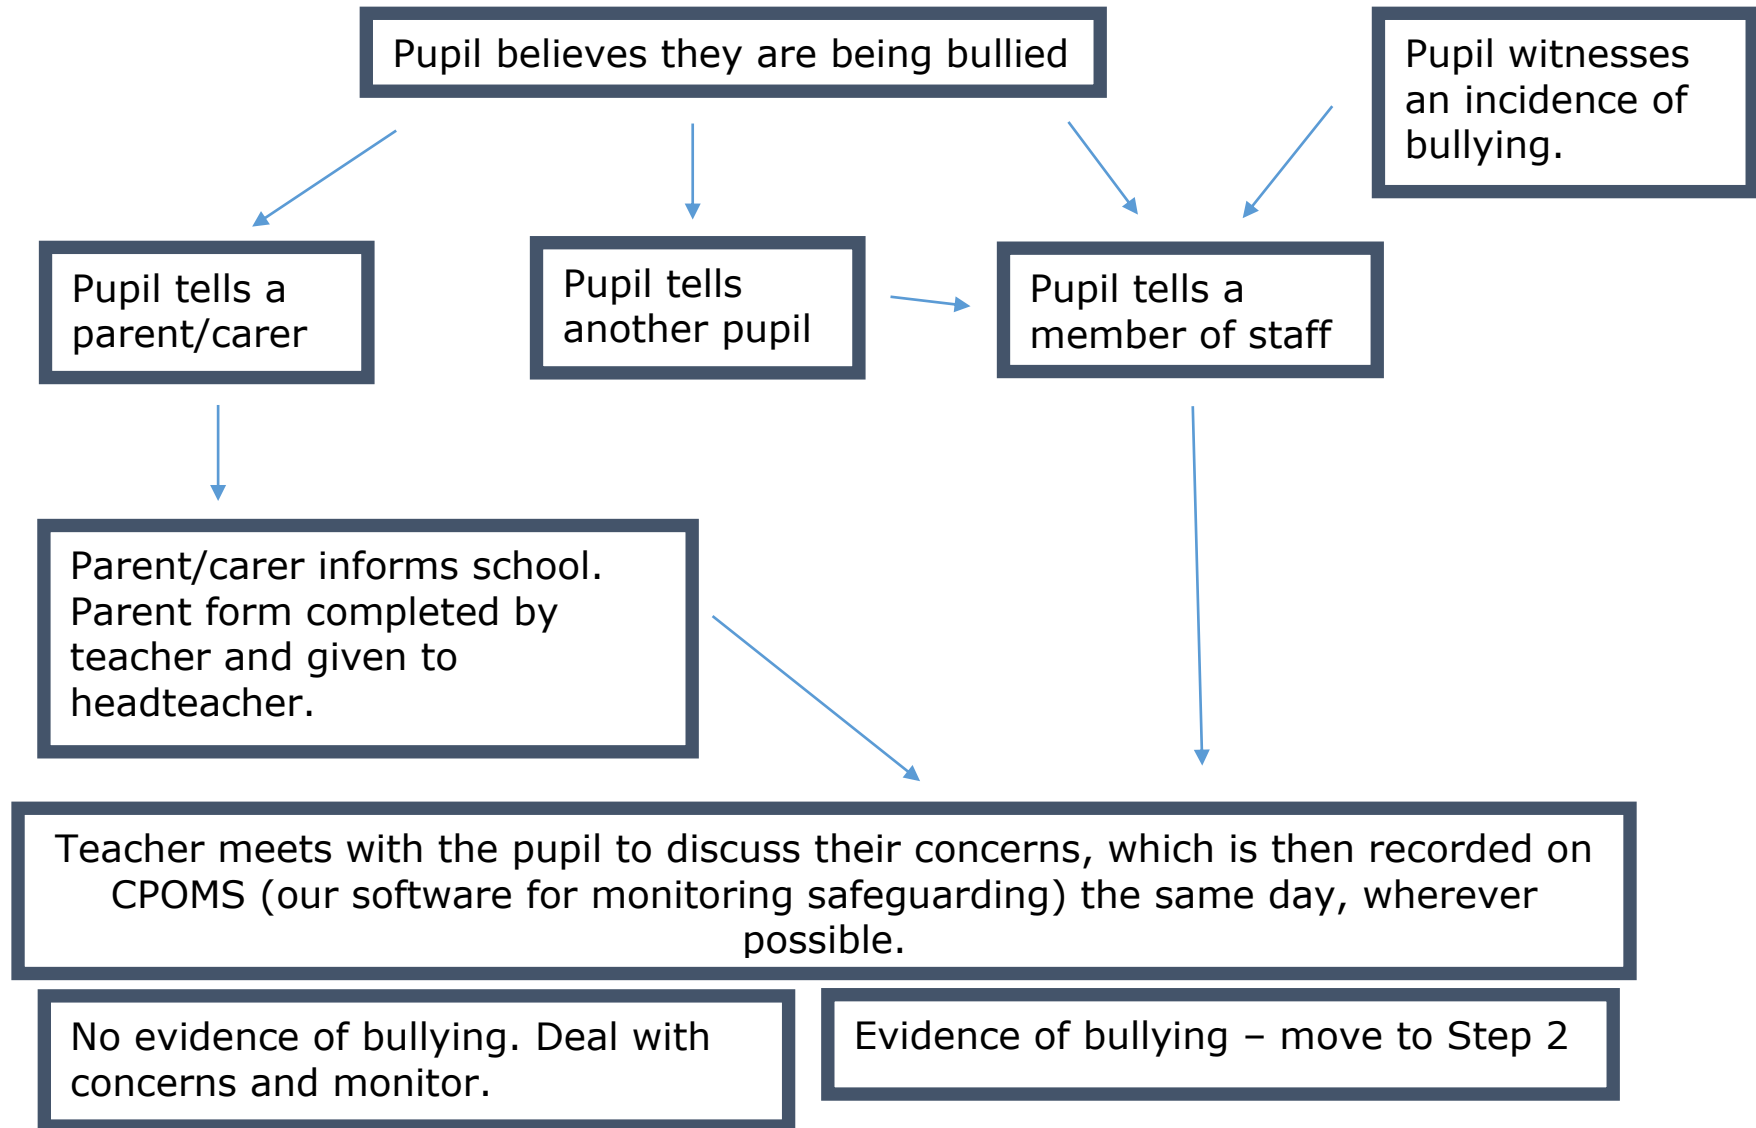 Pupil believes they are being bullied
Pupil witnesses
an incidence of
bullying.
Pupil tells a
parent/carer
Pupil tells
another pupil
Pupil tells a
member of staff
Parent/carer informs school.
Parent form completed by
teacher and given to
headteacher.
Teacher meets with the pupil to discuss their concerns, which is then recorded on
CPOMS (our software for monitoring safeguarding) the same day, wherever
possible.
No evidence of bullying. Deal with
concerns and monitor.
Evidence of bullying – move to Step 2